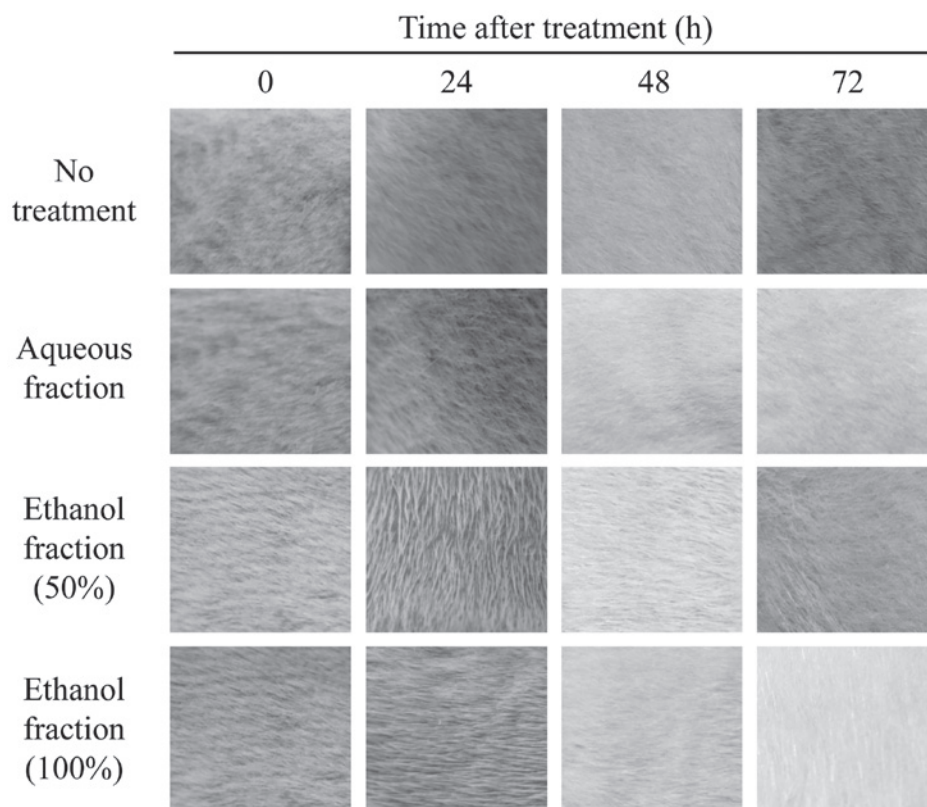 Time after treatment (h)
0 24 48 72
No
treatment
Aqueous
fraction
Ethanol
fraction
(50%)
Ethanol
fraction
(100%)